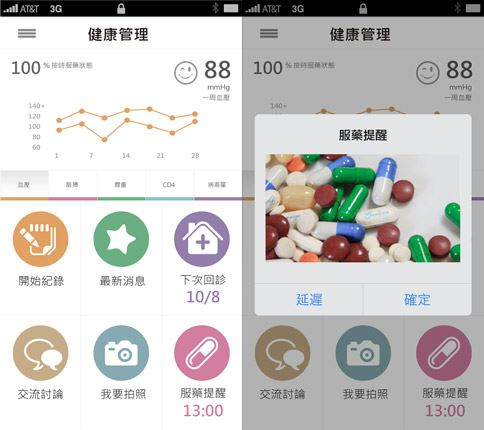 AT&T 3G
健康管理
100 % 按時服藥狀態
88
mmHg
一周血壓
140+
120
100
80
60
1 7 14 21 28
血壓 脈搏 體重 CD4 病毒量
開始紀錄 最新消息 下次回診
10/8
交流討論 我要拍照 服藥提醒
13:00
AT&T 3G
健康管理
100 % 按時服藥狀態
88
mmHg
一周血壓
140+
服藥提醒
延遲 確定
交流討論 我要拍照 服藥提醒
13:00